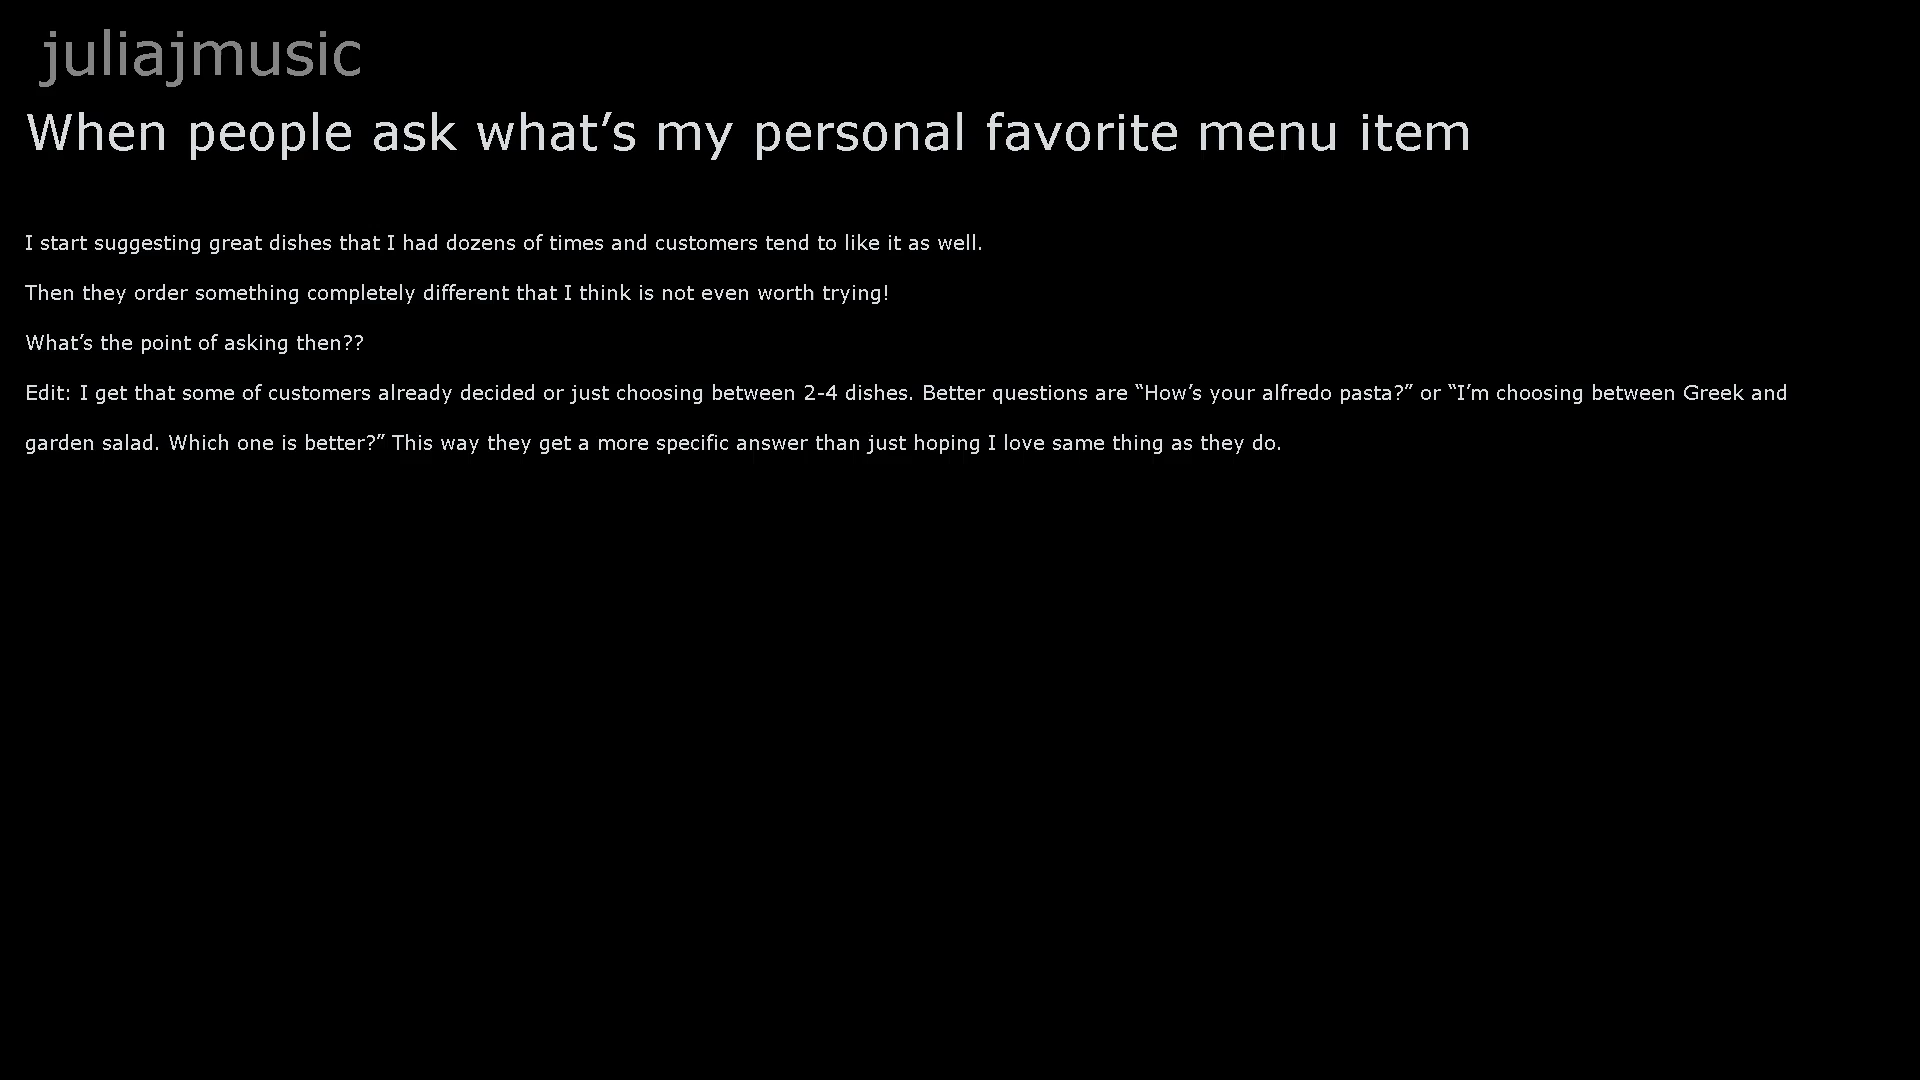 juliajmusic
When people ask what’s my personal favorite menu item
I start suggesting great dishes that I had dozens of times and customers tend to like it as well.
Then they order something completely different that I think is not even worth trying!
What’s the point of asking then??
Edit: I get that some of customers already decided or just choosing between 2-4 dishes. Better questions are “How’s your alfredo pasta?” or “I’m choosing between Greek and
garden salad. Which one is better?” This way they get a more specific answer than just hoping I love same thing as they do.